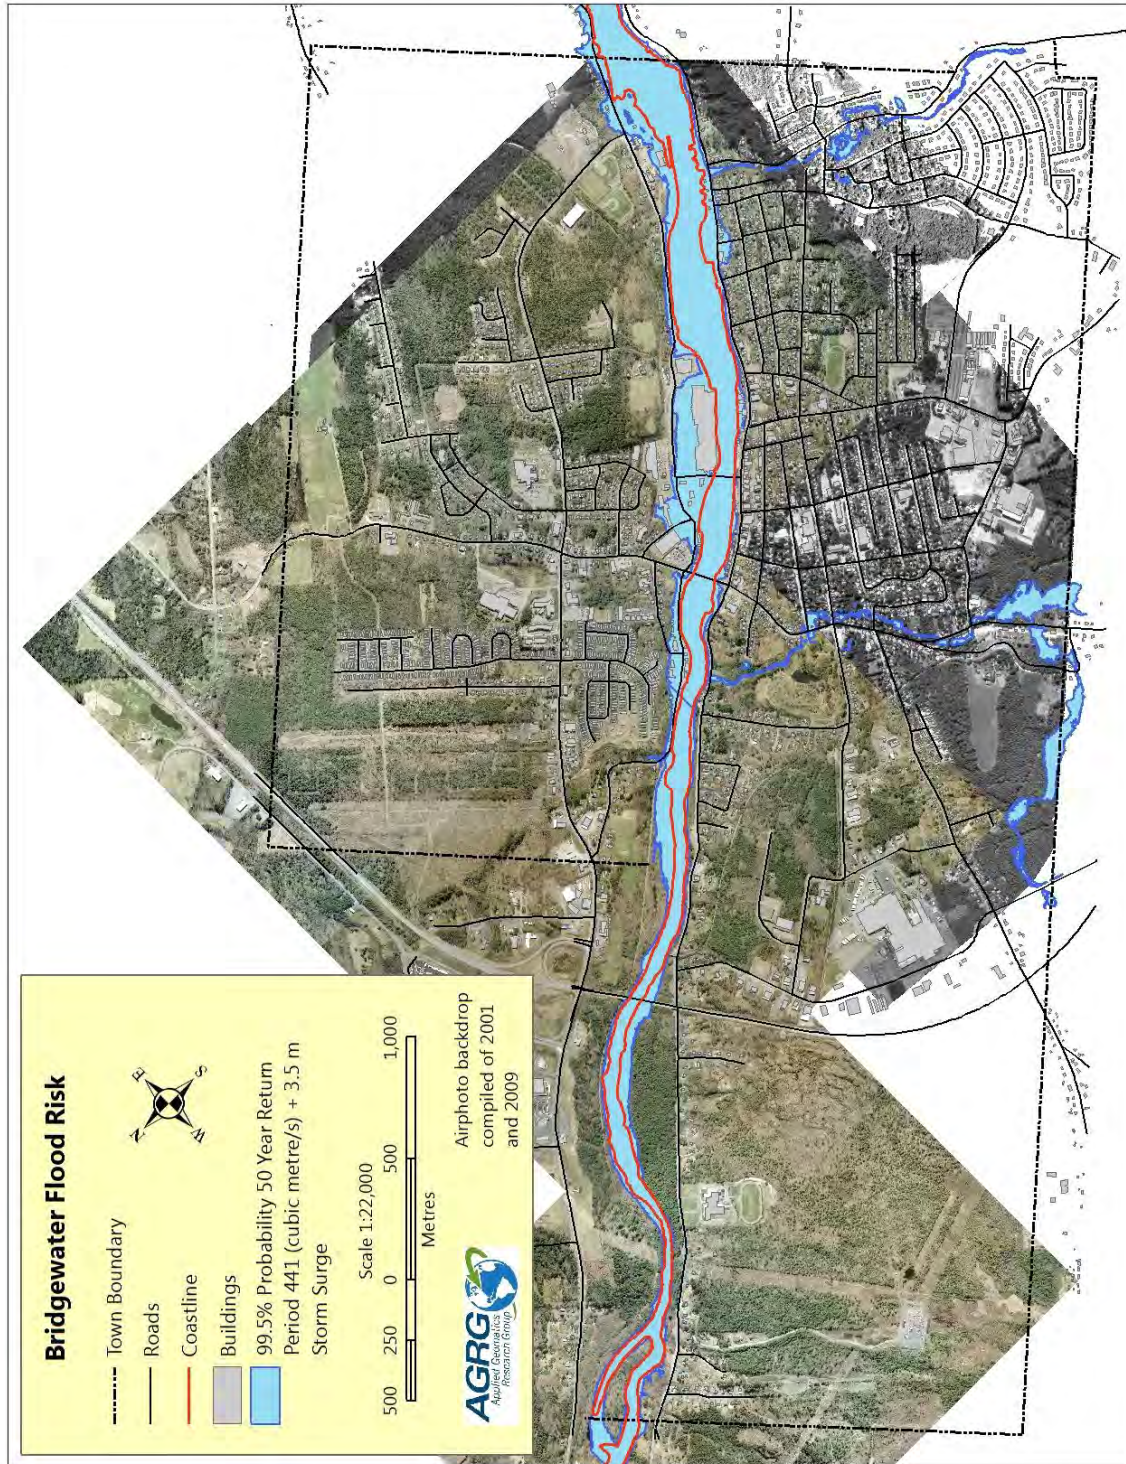 Bridgewater Flood Risk
Town Boundary
Roads
Coastline
Buildings
99.5% Probability 50 Year Return
Period 441 (cubic metre/s) + 3.5 m
Storm Surge
N
E
S
W
Scale 1:22,000
500 250 0 500 1,000
Metres
AGRG
Applied Geomatics
Research Group
Airphoto backdrop
compiled of 2001
and 2009